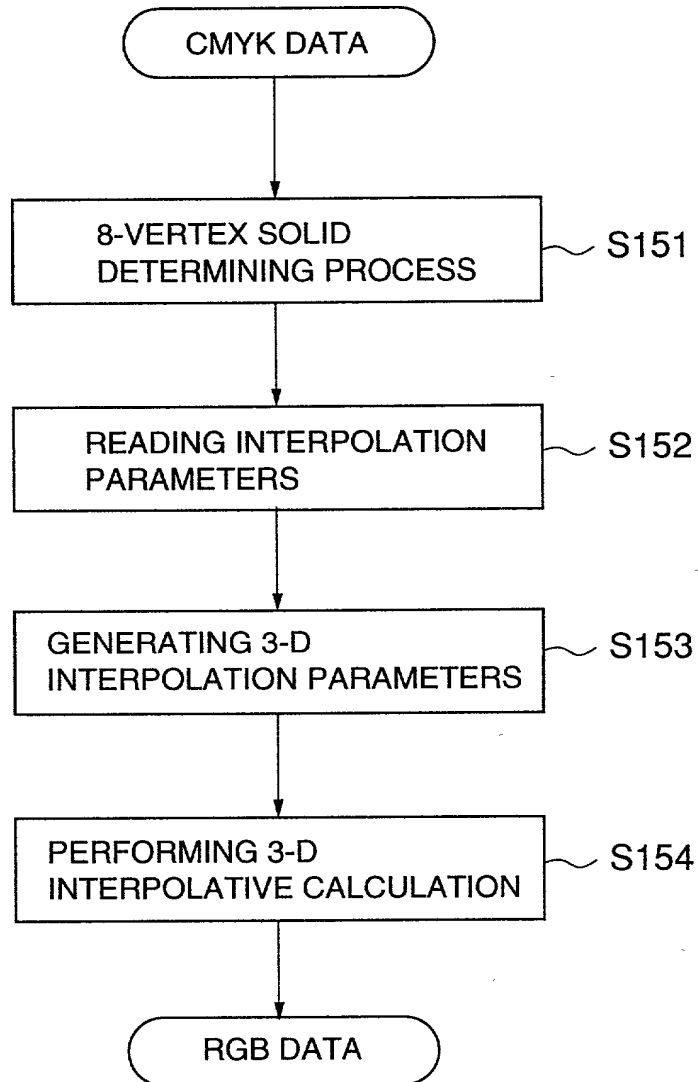 CMYK DATA
8-VERTEX SOLID
DETERMINING PROCESS
S151
READING INTERPOLATION
PARAMETERS
S152
GENERATING 3-D
INTERPOLATION PARAMETERS
S153
PERFORMING 3-D
INTERPOLATIVE CALCULATION
S154
RGB DATA